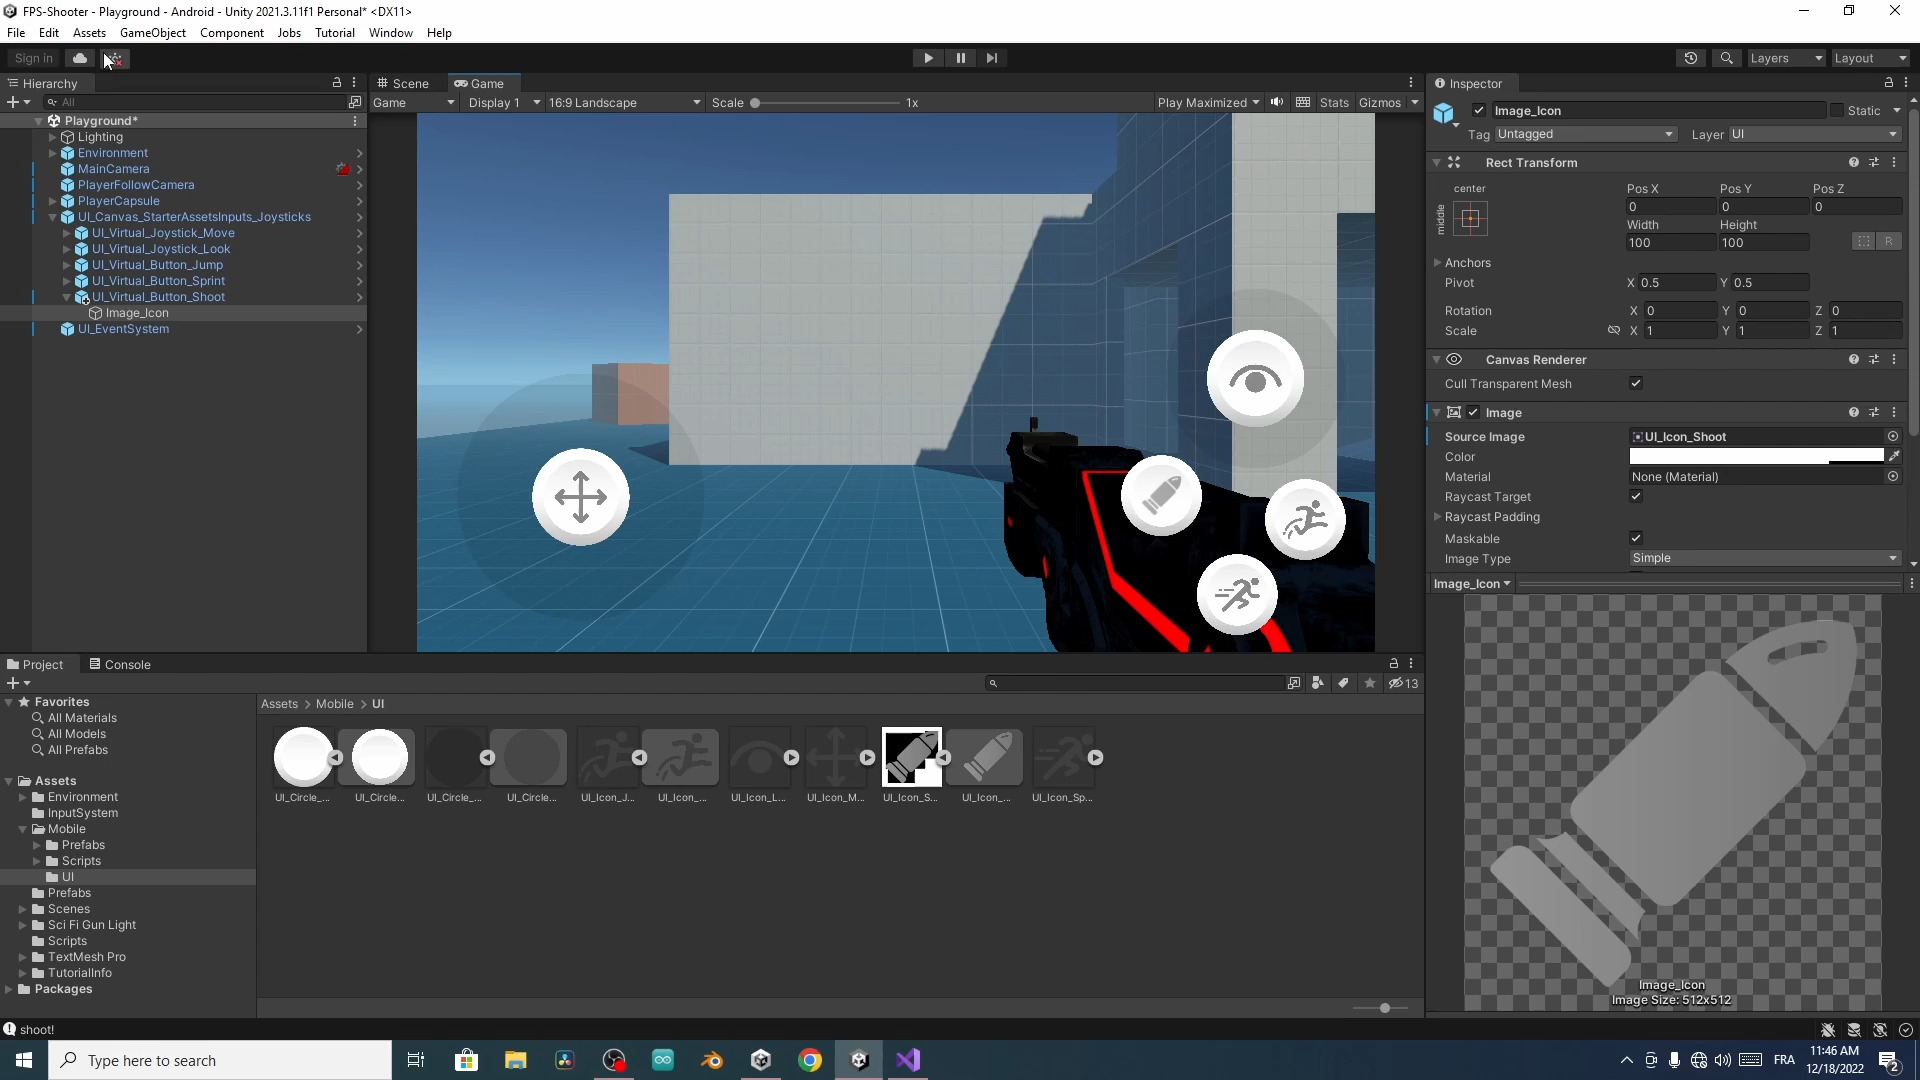 FPS-Shooter - Playground - Android - Unity 2021.3.11f1 Personal* <DX11>
File Edit Assets GameObject Component Jobs Tutorial Window Help
Sign in
Layers Layout
Hierarchy
All
Playground*
Lighting
Environment
MainCamera
PlayerFollowCamera
PlayerCapsule
UI_Canvas_StarterAssetsInputs_Joysticks
UI_Virtual_Joystick_Move
UI_Virtual_Joystick_Look
UI_Virtual_Button_Jump
UI_Virtual_Button_Sprint
UI_Virtual_Button_Shoot
Image_Icon
UI_EventSystem
Scene Game
Game Display 1 16:9 Landscape Scale 1x Play Maximized Stats Gizmos
Inspector
Image_Icon Static
Tag Untagged Layer UI
Rect Transform
center
middle
Pos X Pos Y Pos Z
0 0 0
Width Height
100 100
R
Anchors
Pivot X 0.5 Y 0.5
Rotation X 0 Y 0 Z 0
Scale X 1 Y 1 Z 1
Canvas Renderer
Cull Transparent Mesh
Image
Source Image UI_Icon_Shoot
Color
Material None (Material)
Raycast Target
Raycast Padding
Maskable
Image Type Simple
Image_Icon
Image_Icon
Image Size: 512x512
Project Console
13
Favorites
All Materials
All Models
All Prefabs
Assets
Environment
InputSystem
Mobile
Prefabs
Scripts
UI
Prefabs
Scenes
Sci Fi Gun Light
Scripts
TextMesh Pro
TutorialInfo
Packages
Assets > Mobile > UI
UI_Circle_... UI_Circle... UI_Circle_... UI_Circle... UI_Icon_J... UI_Icon_... UI_Icon_L... UI_Icon_M... UI_Icon_S... UI_Icon_... UI_Icon_Sp...
shoot!
Type here to search
FRA
11:46 AM
12/18/2022
2